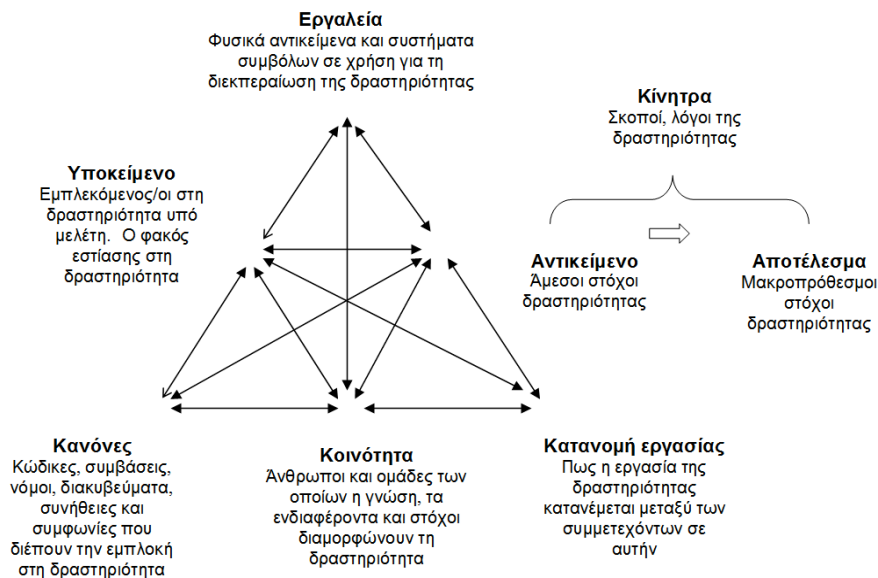 Εργαλεία
Φυσικά αντικείμενα και συστήματα
συμβόλων σε χρήση για τη
διεκπεραίωση της δραστηριότητας
Κίνητρα
Σκοποί, λόγοι της
δραστηριότητας
Υποκείμενο
Εμπλεκόμενος/οι στη
δραστηριότητα υπό
μελέτη. Ο φακός
εστίασης στη
δραστηριότητα
Αντικείμενο
Άμεσοι στόχοι
δραστηριότητας
Αποτέλεσμα
Μακροπρόθεσμοι
στόχοι
δραστηριότητας
Κανόνες
Κώδικες, συμβάσεις,
νόμοι, διακυβεύματα,
συνήθειες και
συμφωνίες που
διέπουν την εμπλοκή
στη δραστηριότητα
Κοινότητα
Άνθρωποι και ομάδες των
οποίων η γνώση, τα
ενδιαφέροντα και στόχοι
διαμορφώνουν τη
δραστηριότητα
Κατανομή εργασίας
Πως η εργασία της
δραστηριότητας
κατανέμεται μεταξύ των
συμμετεχόντων σε
αυτήν